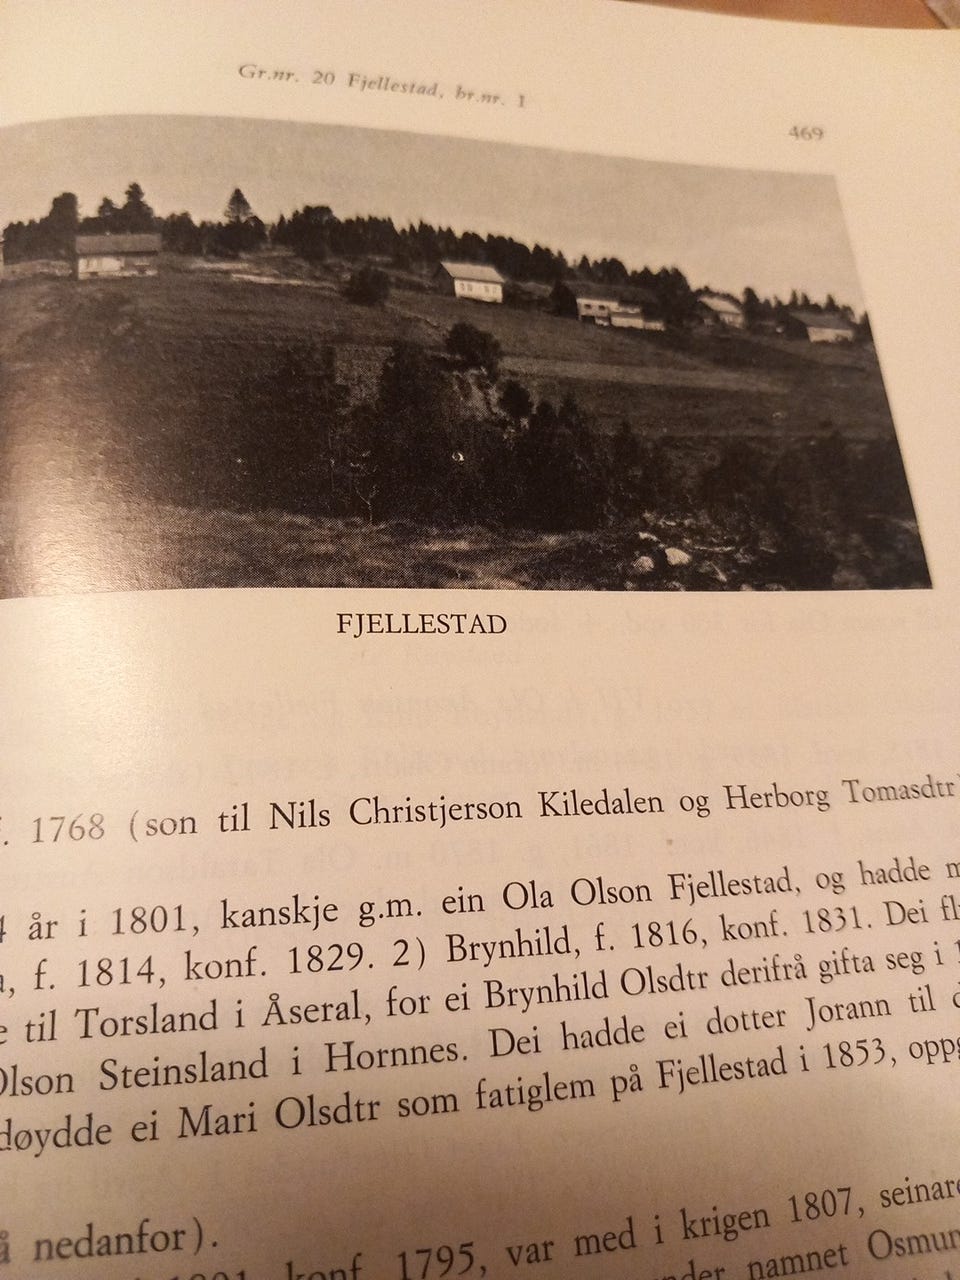 Gr.nr. 20 Fjellestad, br.nr. 1
469
FJELLESTAD
f. 1768 (son til Nils Christjerson Kiledalen og Herborg Tomasdtr
år i 1801, kanskje g.m. ein Ola Olson Fjellestad, og hadde
f. 1814, konf. 1829. 2) Brynhild, f. 1816, konf. 1831. Dei
til Torsland i Åseral, for ei Brynhild Olsdtr derifrå gifta seg i
Olson Steinsland i Hornnes. Dei hadde ei dotter Jorann til
døydde ei Mari Olsdtr som fatiglem på Fjellestad i 1853,
nedanfor).
konf. 1795, var med i krigen 1807,
namnet